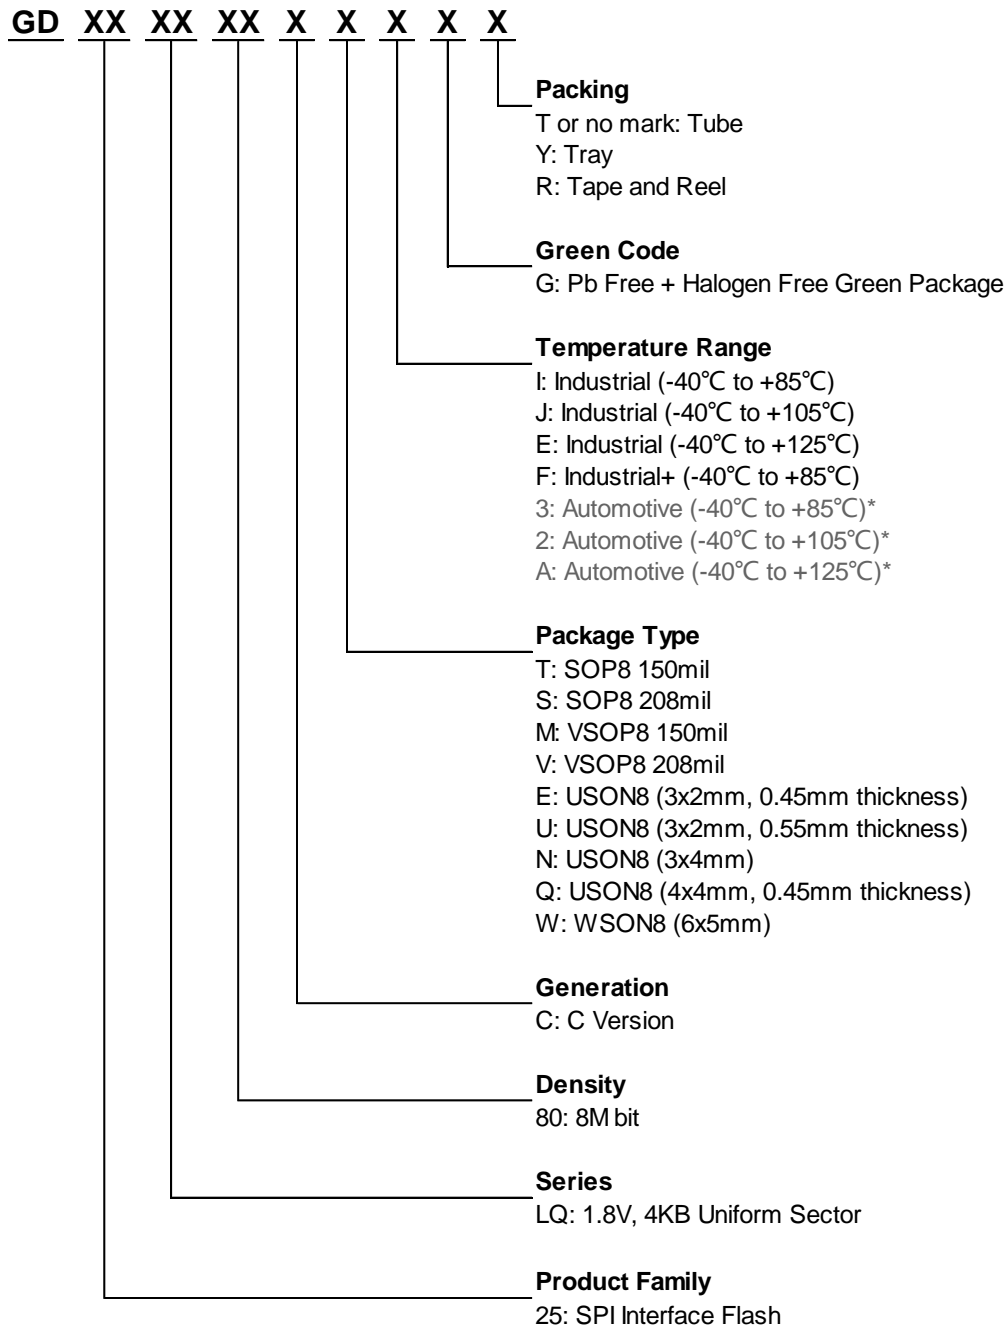 GD XX XX XX X X X X X
Packing
T or no mark: Tube
Y: Tray
R: Tape and Reel
Green Code
G: Pb Free + Halogen Free Green Package
Temperature Range
I: Industrial (-40℃ to +85℃)
J: Industrial (-40℃ to +105℃)
E: Industrial (-40℃ to +125℃)
F: Industrial+ (-40℃ to +85℃)
3: Automotive (-40℃ to +85℃)*
2: Automotive (-40℃ to +105℃)*
A: Automotive (-40℃ to +125℃)*
Package Type
T: SOP8 150mil
S: SOP8 208mil
M: VSOP8 150mil
V: VSOP8 208mil
E: USON8 (3x2mm, 0.45mm thickness)
U: USON8 (3x2mm, 0.55mm thickness)
N: USON8 (3x4mm)
Q: USON8 (4x4mm, 0.45mm thickness)
W: WSON8 (6x5mm)
Generation
C: C Version
Density
80: 8M bit
Series
LQ: 1.8V, 4KB Uniform Sector
Product Family
25: SPI Interface Flash